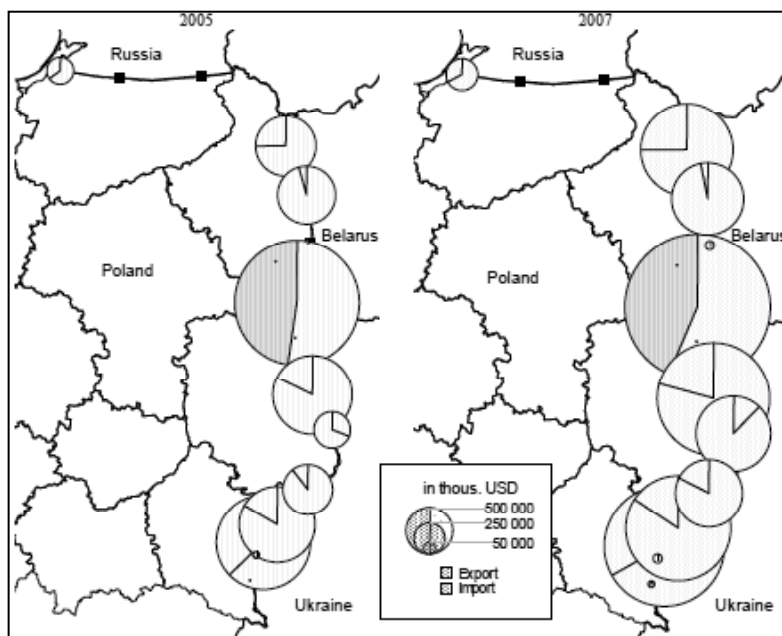 2005
2007
Russia
Russia
Belarus
Belarus
Poland
Poland
in thous. USD
500 000
250 000
50 000
Export
Import
Ukraine
Ukraine